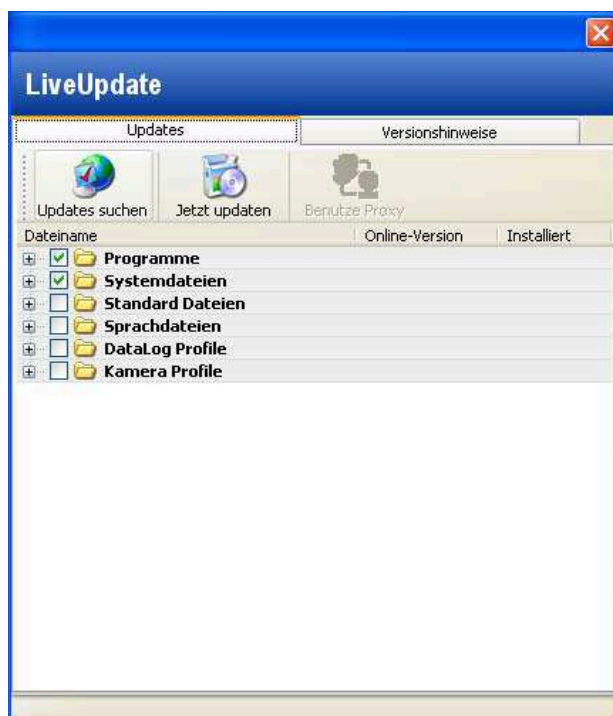 LiveUpdate
Updates Versionshinweise
Updates suchen Jetzt updaten Benutze Proxy
Dateiname Online-Version Installiert
Programme
Systemdateien
Standard Dateien
Sprachdateien
DataLog Profile
Kamera Profile